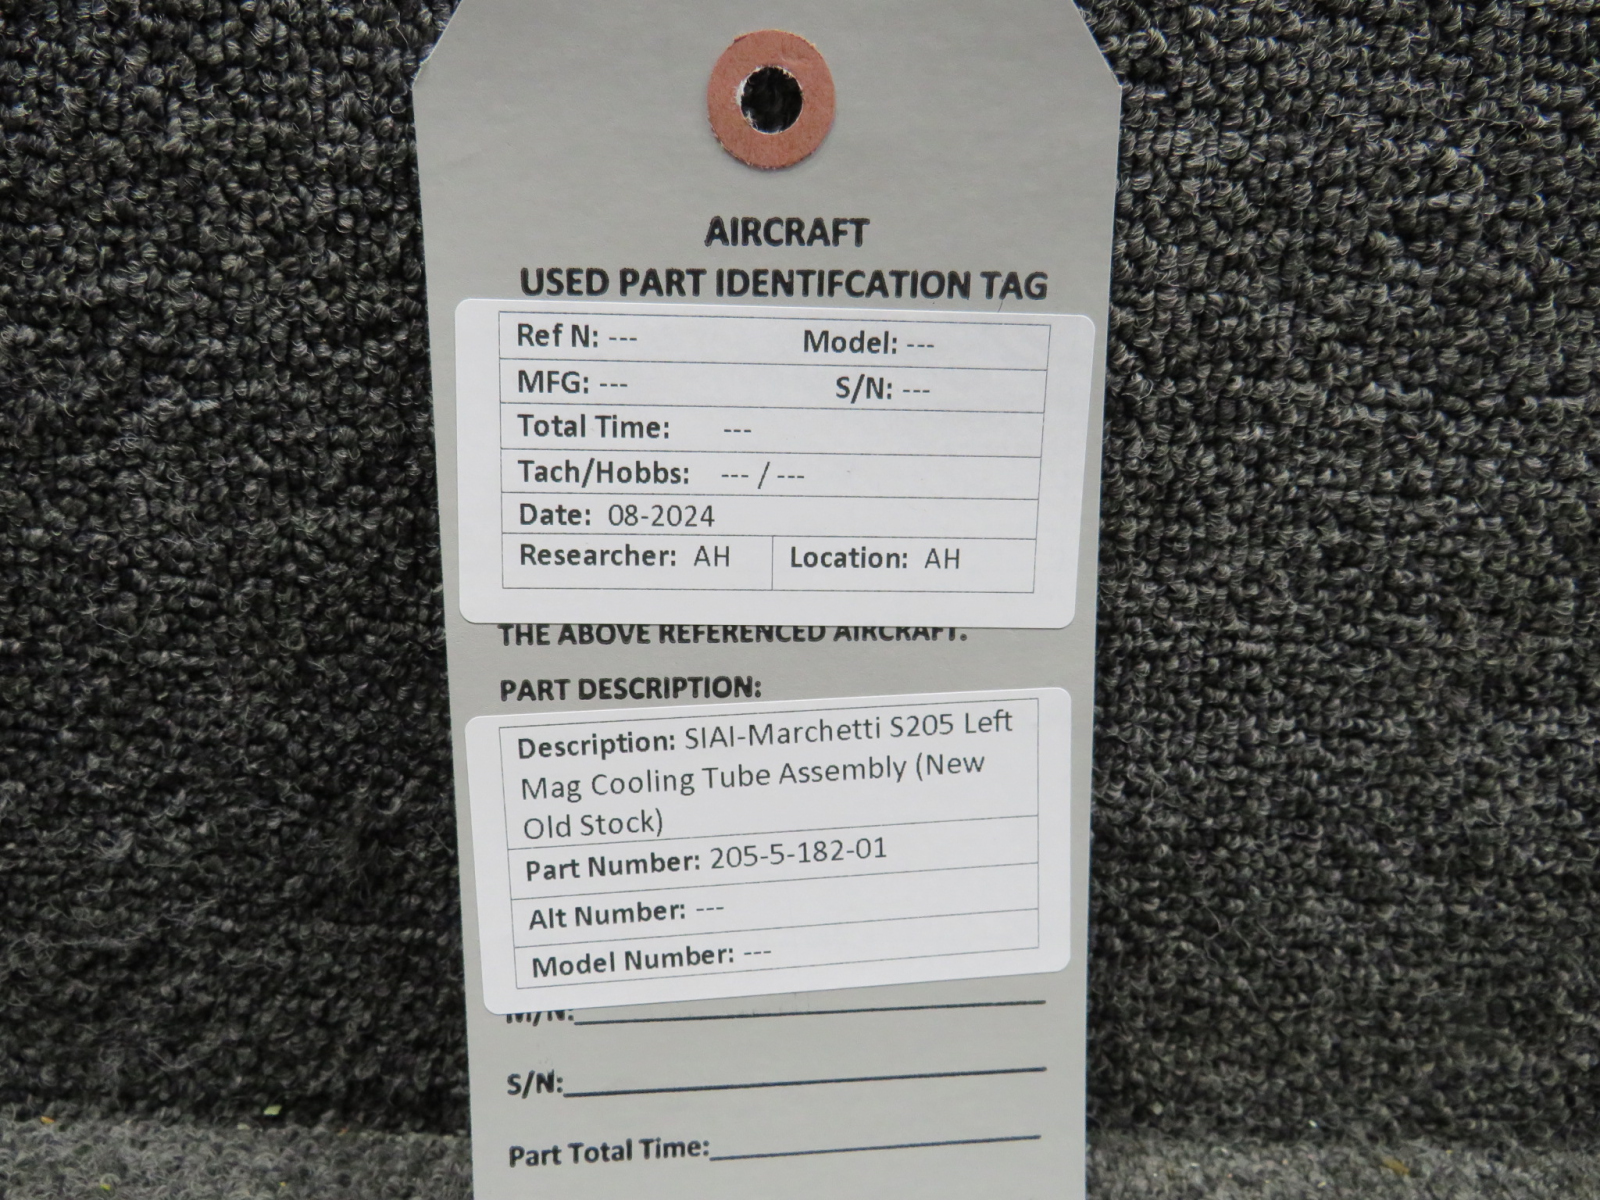 AIRCRAFT
USED PART IDENTIFCATION TAG
Ref N: --- Model: ---
MFG: --- S/N: ---
Total Time: ---
Tach/Hobbs: --- / ---
Date: 08-2024
Researcher: AH Location: AH
THE ABOVE REFERENCED AIRCRAFT.
PART DESCRIPTION:
Description: SIAI-Marchetti S205 Left
Mag Cooling Tube Assembly (New
Old Stock)
Part Number: 205-5-182-01
Alt Number: ---
Model Number: ---
M/N:
S/N:
Part Total Time: